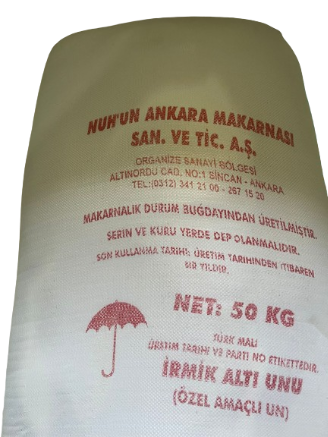 NUH'UN ANKARA MAKARNASI
SAN. VE TİC. A.Ş.
ORGANİZE SANAYİ BÖLGESİ
ALTINORDU CAD. NO:1 SİNCAN - ANKARA
TEL:(0312) 341 21 00 - 267 15 20
MAKARNALIK DURUM BUĞDAYINDAN ÜRETİLMİŞTİR.
SERİN VE KURU YERDE DEPOLANMALIDIR.
SON KULLANMA TARİHİ: ÜRETİM TARİHİNDEN İTİBAREN
BİR YILDIR.
NET: 50 KG
TÜRK MALI
ÜRETİM TARİHİ VE PARTİ NO ETİKETTEDİR.
İRMİK ALTI UNU
(ÖZEL AMAÇLI UN)